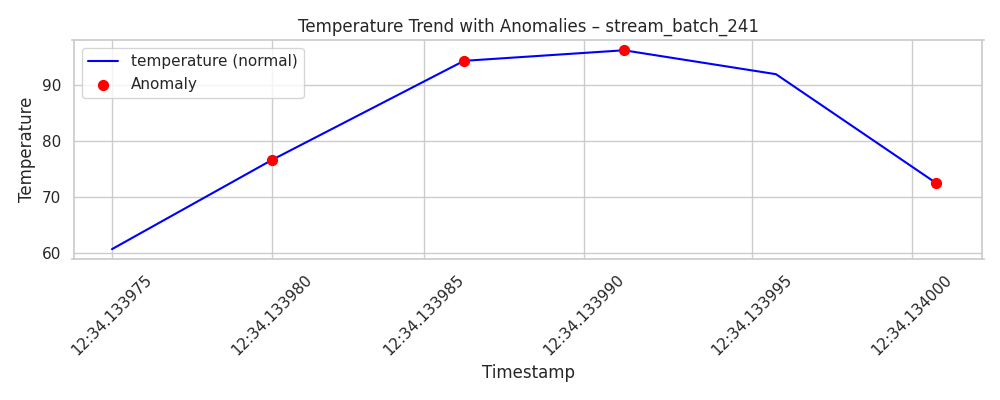 Temperature Trend with Anomalies – stream_batch_241
temperature (normal)
Anomaly
Temperature
90
80
70
60
12:34.133975
12:34.133980
12:34.133985
12:34.133990
12:34.133995
12:34.134000
Timestamp